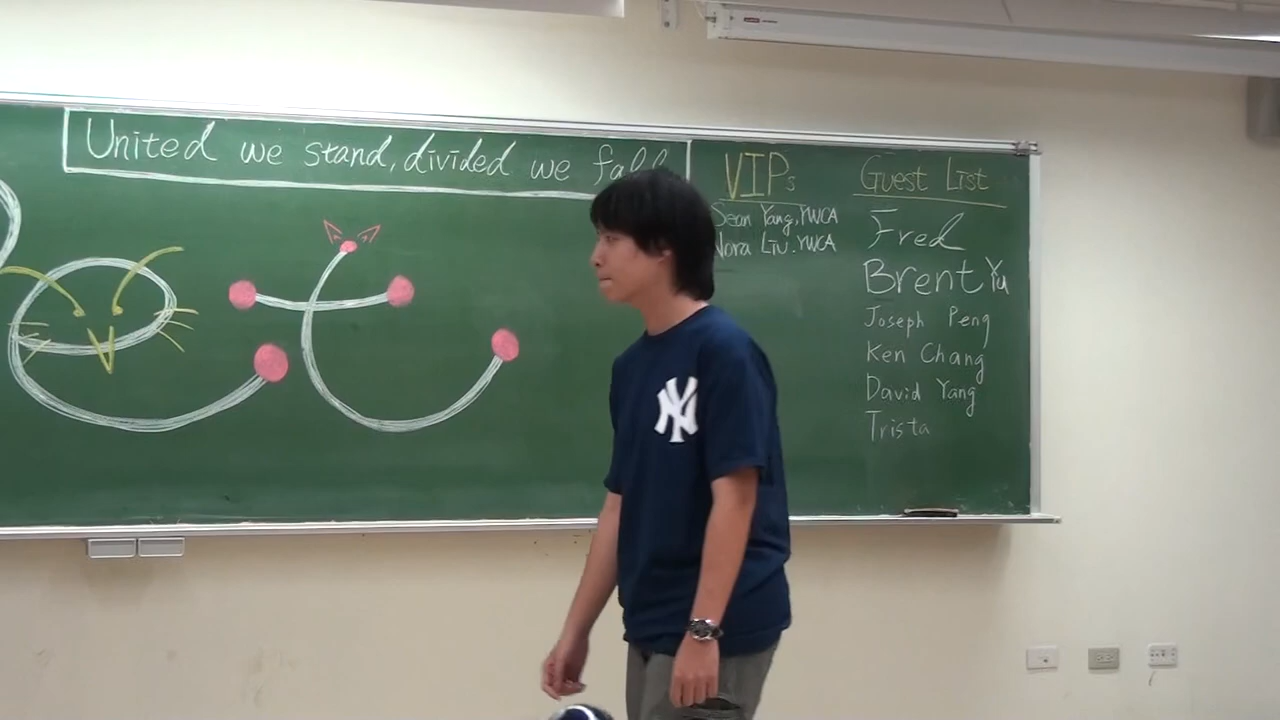 United we stand, divided we fall
VIPs
Sean Yang, YWCA
Nora Liu. YWCA
Guest List
Fred
Brent Yu
Joseph Peng
Ken Chang
David Yang
Trista
NY